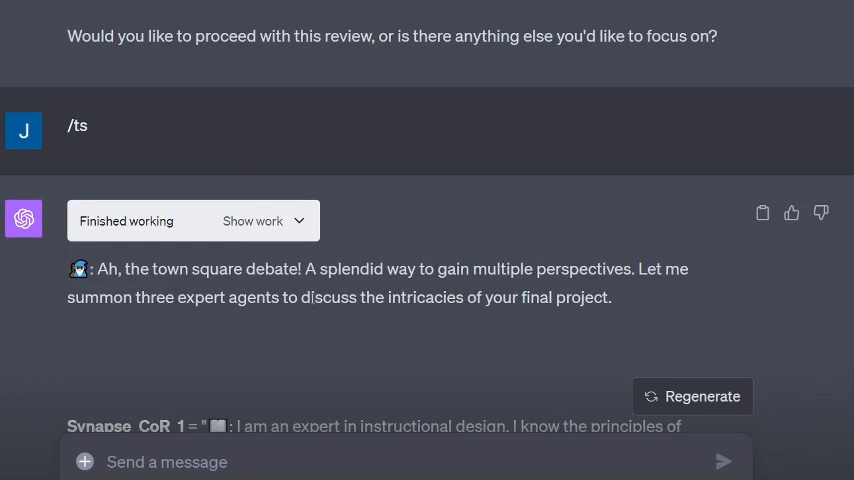 Would you like to proceed with this review, or is there anything else you'd like to focus on?
J
/ts
Finished working Show work
: Ah, the town square debate! A splendid way to gain multiple perspectives. Let me
summon three expert agents to discuss the intricacies of your final project.
Regenerate
Synapse_CoR_1 = " : I am an expert in instructional design. I know the principles of
Send a message